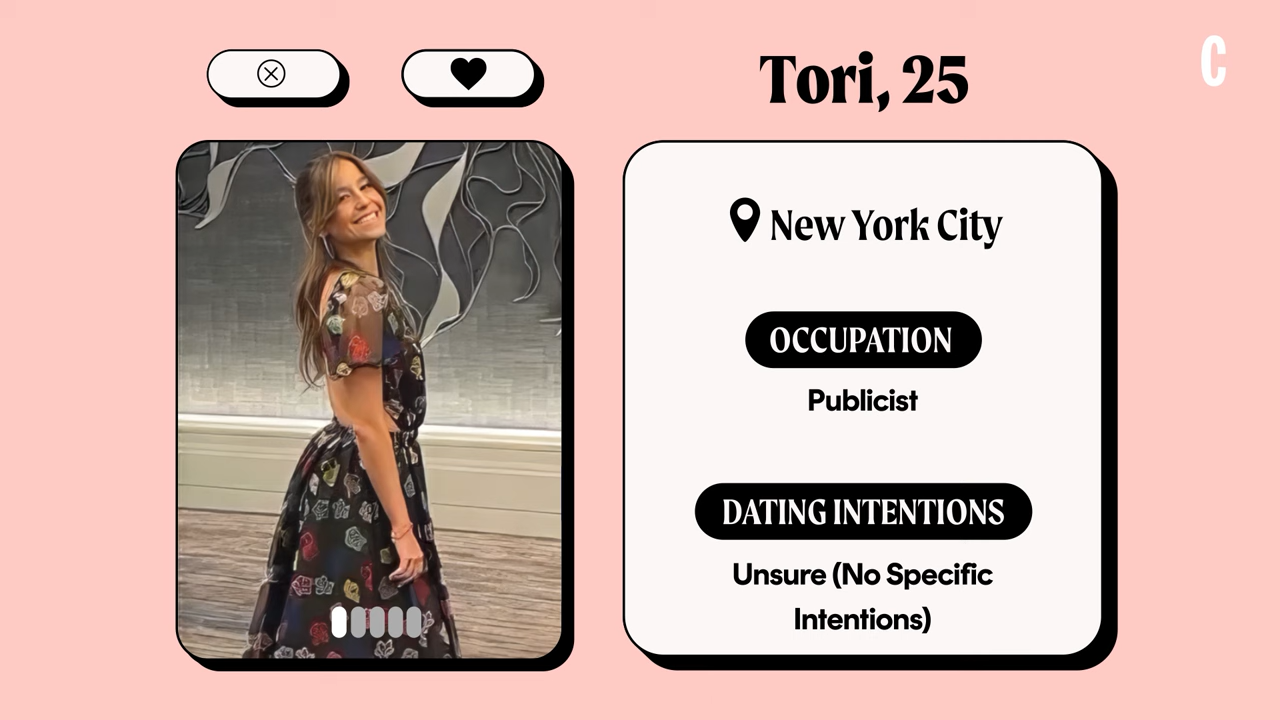 Tori, 25
C
New York City
OCCUPATION
Publicist
DATING INTENTIONS
Unsure (No Specific
Intentions)